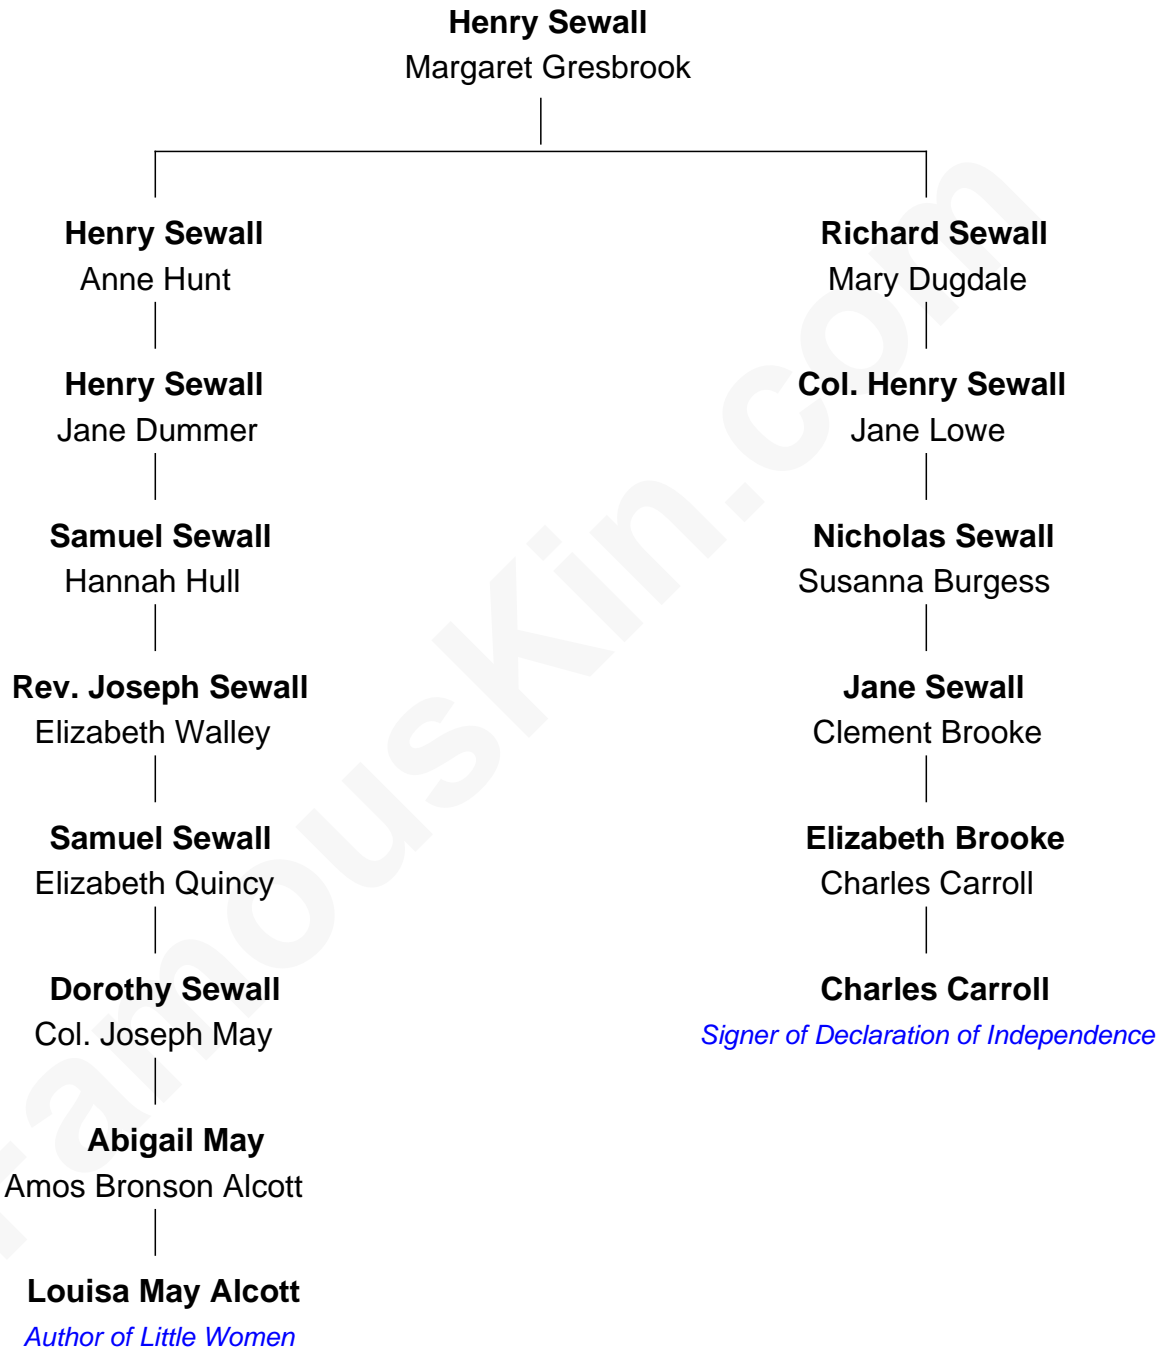 Henry Sewall
Margaret Gresbrook
Henry Sewall
Anne Hunt
Henry Sewall
Jane Dummer
Samuel Sewall
Hannah Hull
Rev. Joseph Sewall
Elizabeth Walley
Samuel Sewall
Elizabeth Quincy
Dorothy Sewall
Col. Joseph May
Abigail May
Amos Bronson Alcott
Louisa May Alcott
Author of Little Women
Richard Sewall
Mary Dugdale
Col. Henry Sewall
Jane Lowe
Nicholas Sewall
Susanna Burgess
Jane Sewall
Clement Brooke
Elizabeth Brooke
Charles Carroll
Charles Carroll
Signer of Declaration of Independence
FamousKin.com